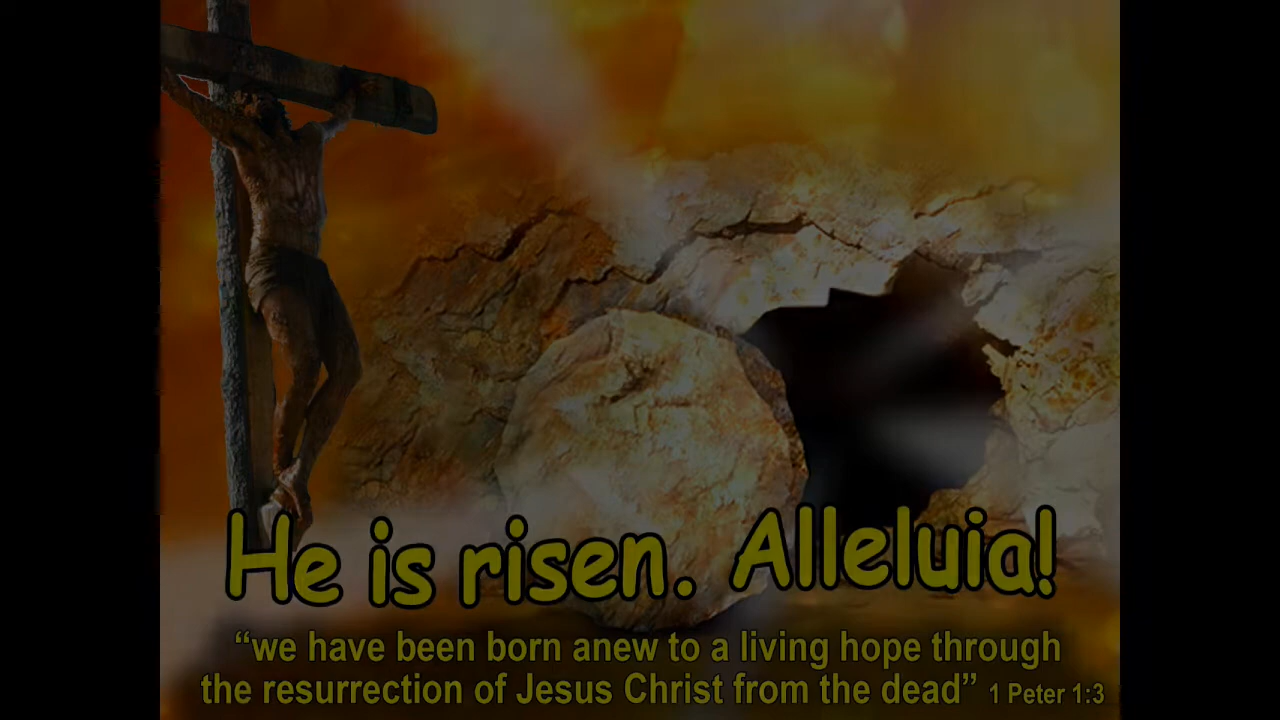 He is risen. Alleluia!
“we have been born anew to a living hope through
the resurrection of Jesus Christ from the dead” 1 Peter 1:3